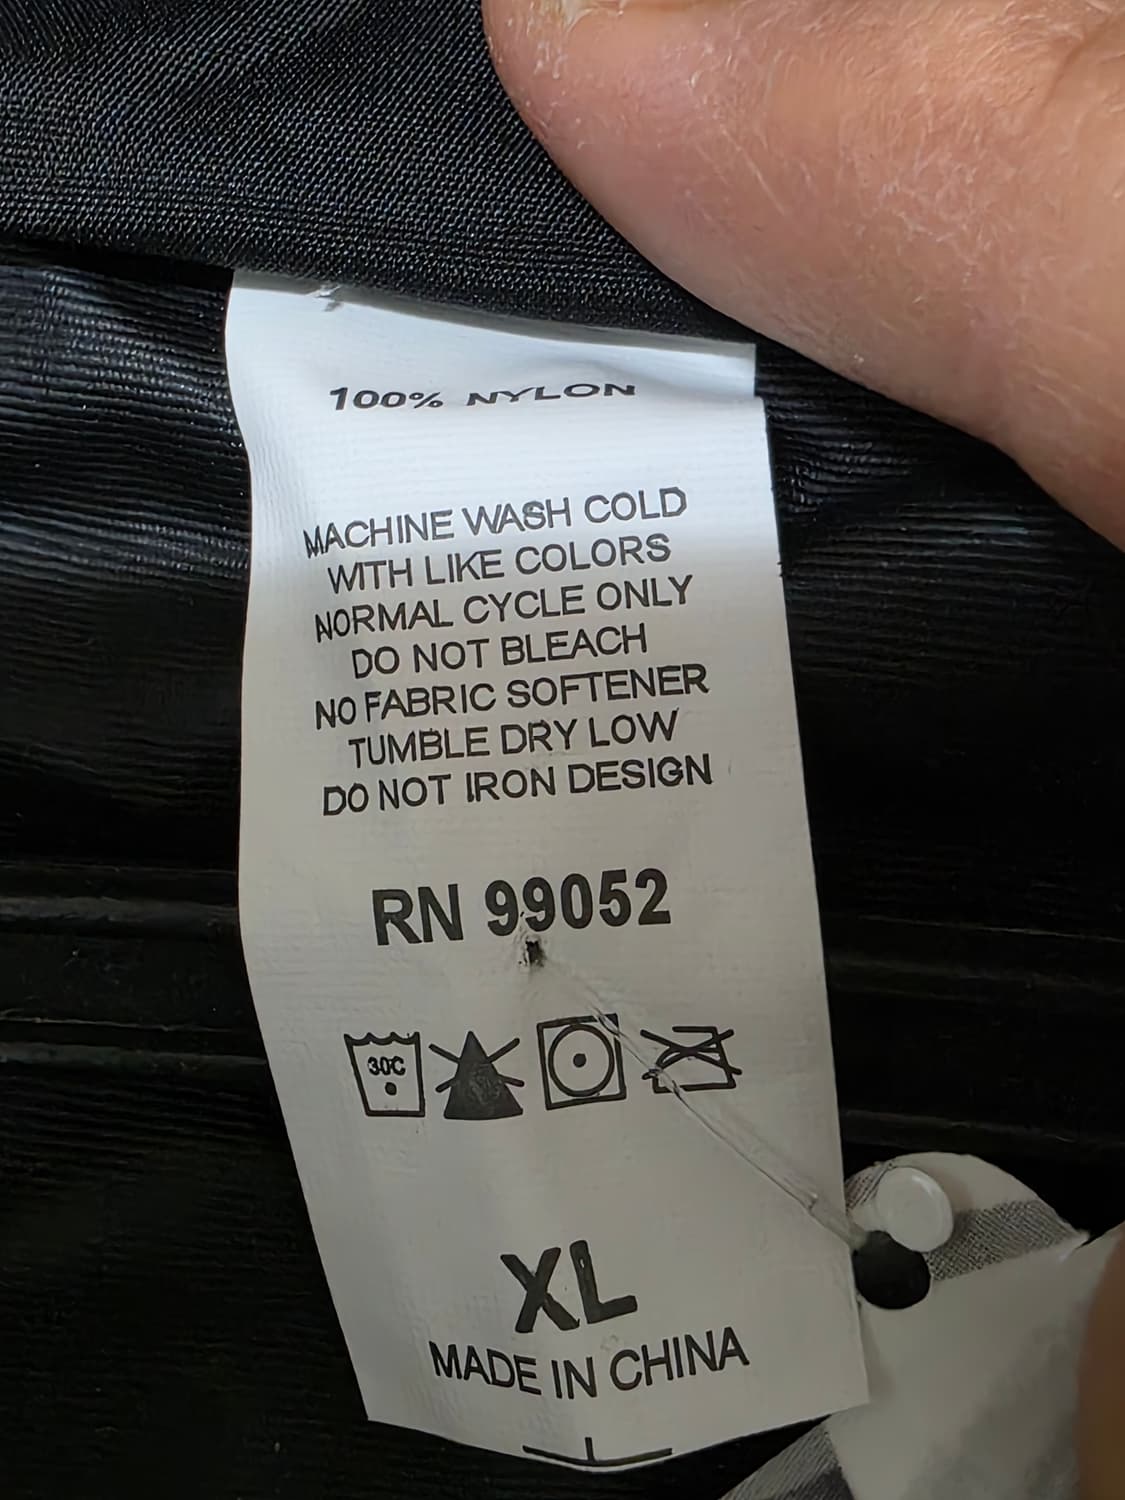 100% NYLON
MACHINE WASH COLD
WITH LIKE COLORS
NORMAL CYCLE ONLY
DO NOT BLEACH
NO FABRIC SOFTENER
TUMBLE DRY LOW
DO NOT IRON DESIGN
RN 99052
30C
XL
MADE IN CHINA